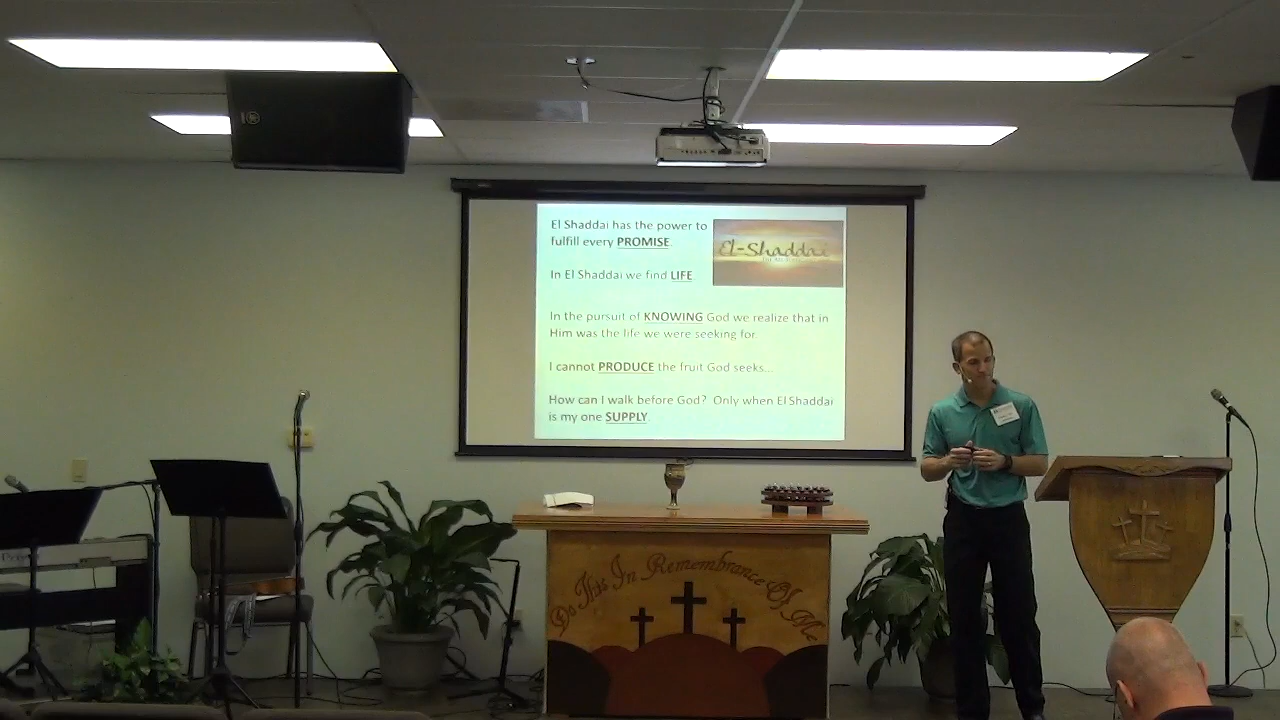 El Shaddai has the power to
fulfill every PROMISE.
El-Shaddai
In El Shaddai we find LIFE.
In the pursuit of KNOWING God we realize that in
Him was the life we were seeking for.
I cannot PRODUCE the fruit God seeks...
How can I walk before God? Only when El Shaddai
is my one SUPPLY.
Do This In Remembrance Of Me